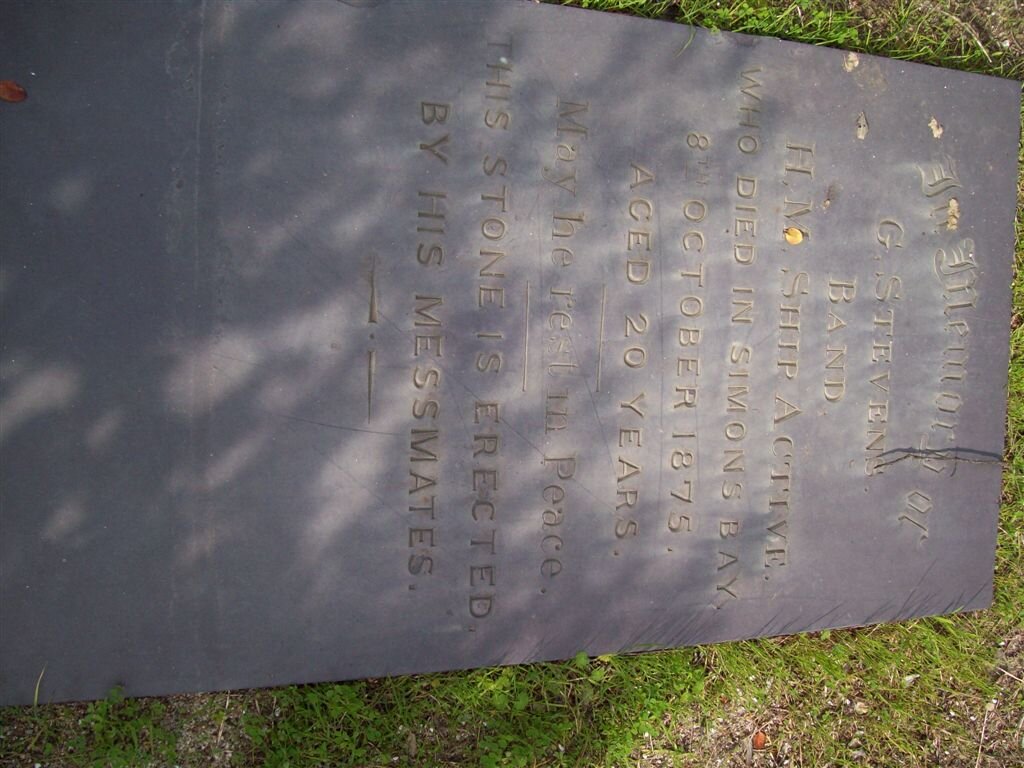 In Memory of
G. STEVENS.
BAND
H. M. SHIP ACTIVE.
WHO DIED IN SIMONS BAY,
8TH OCTOBER 1875.
AGED 20 YEARS.
May he rest in Peace.
THIS STONE IS ERECTED,
BY HIS MESSMATES.